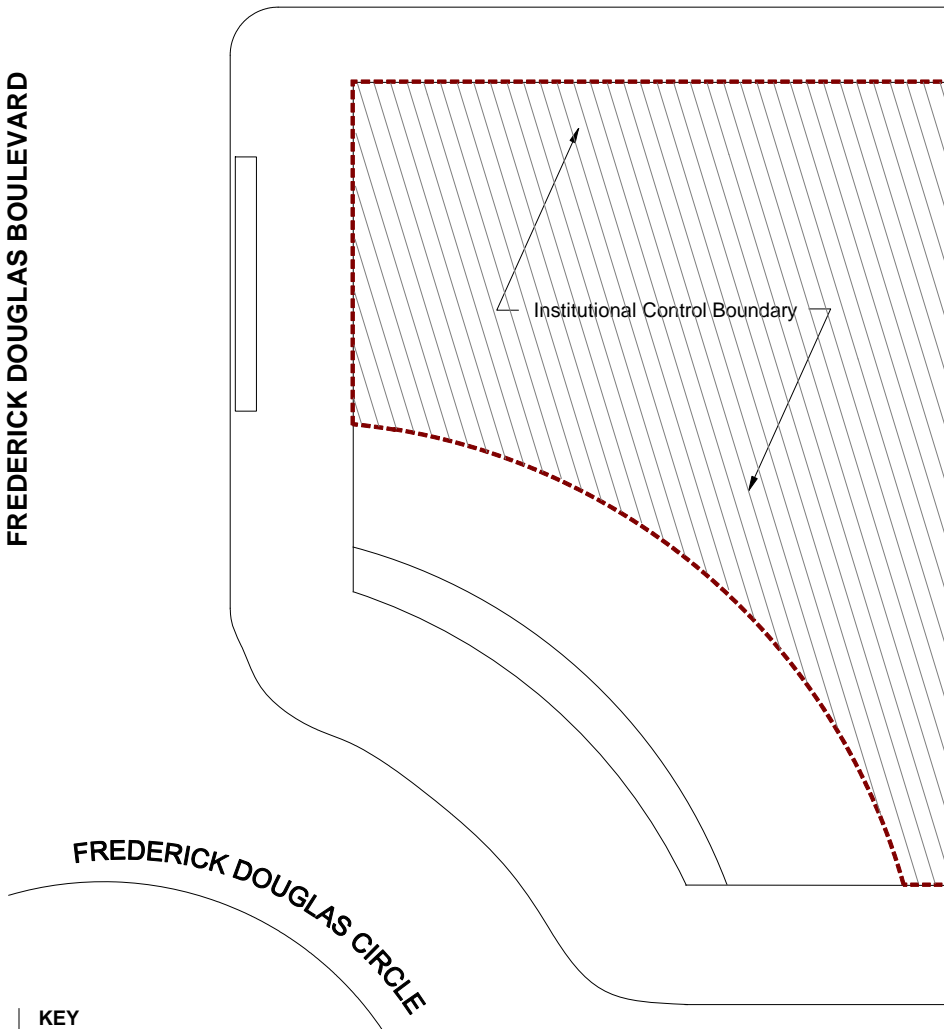 FREDERICK DOUGLAS BOULEVARD
Institutional Control Boundary
FREDERICK DOUGLAS CIRCLE
KEY